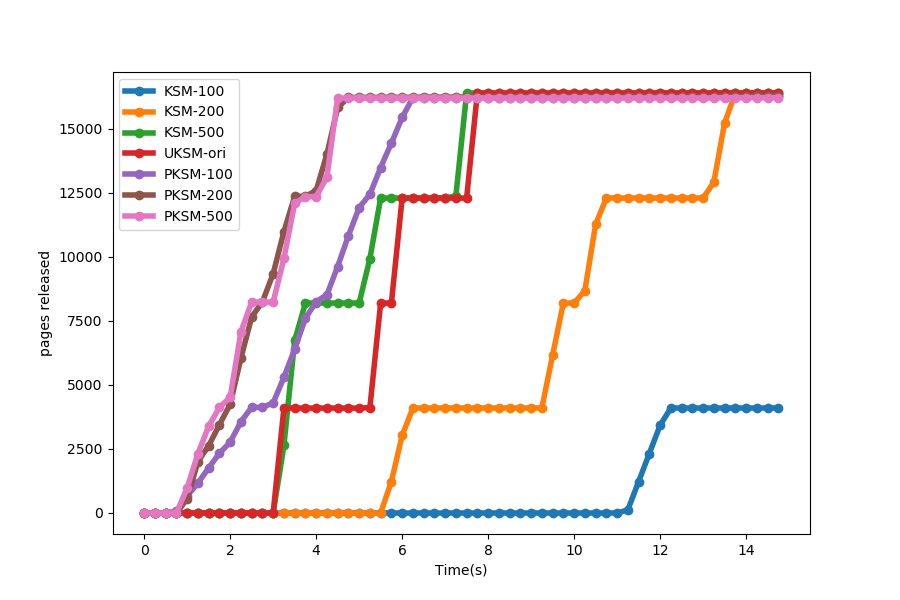 KSM-100
KSM-200
KSM-500
UKSM-ori
PKSM-100
PKSM-200
PKSM-500
pages released
15000
12500
10000
7500
5000
2500
0
0 2 4 6 8 10 12 14
Time(s)